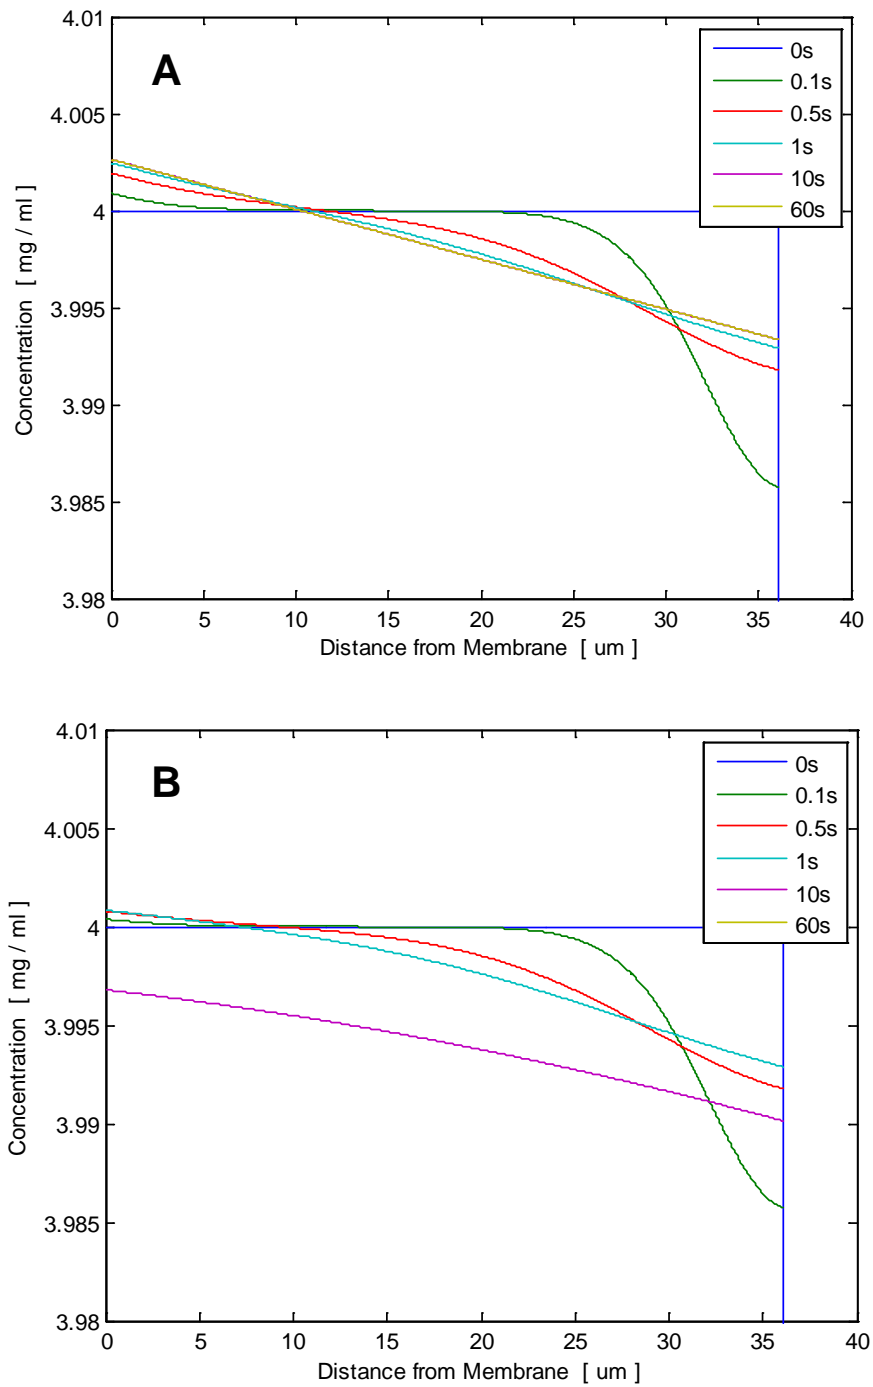 4.01
4.005
4
3.995
3.99
3.985
3.98
Concentration [ mg / ml ]
A
0s
0.1s
0.5s
1s
10s
60s
0 5 10 15 20 25 30 35 40
Distance from Membrane [ um ]
4.01
4.005
4
3.995
3.99
3.985
3.98
Concentration [ mg / ml ]
B
0s
0.1s
0.5s
1s
10s
60s
0 5 10 15 20 25 30 35 40
Distance from Membrane [ um ]